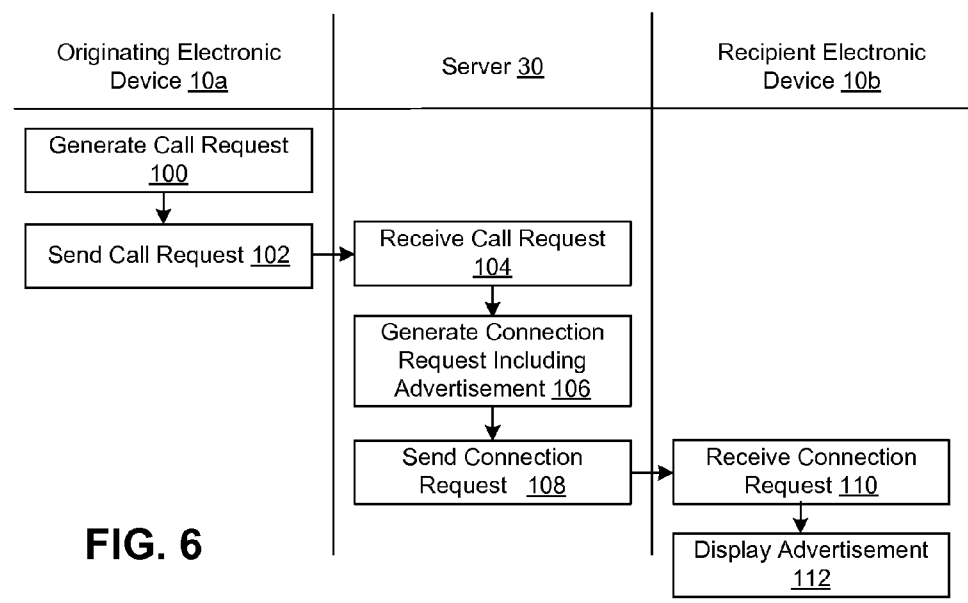 Originating Electronic
Device 10a
Server 30
Recipient Electronic
Device 10b
Generate Call Request
100
Send Call Request 102
Receive Call Request
104
Generate Connection
Request Including
Advertisement 106
Send Connection
Request 108
Receive Connection
Request 110
Display Advertisement
112
FIG. 6